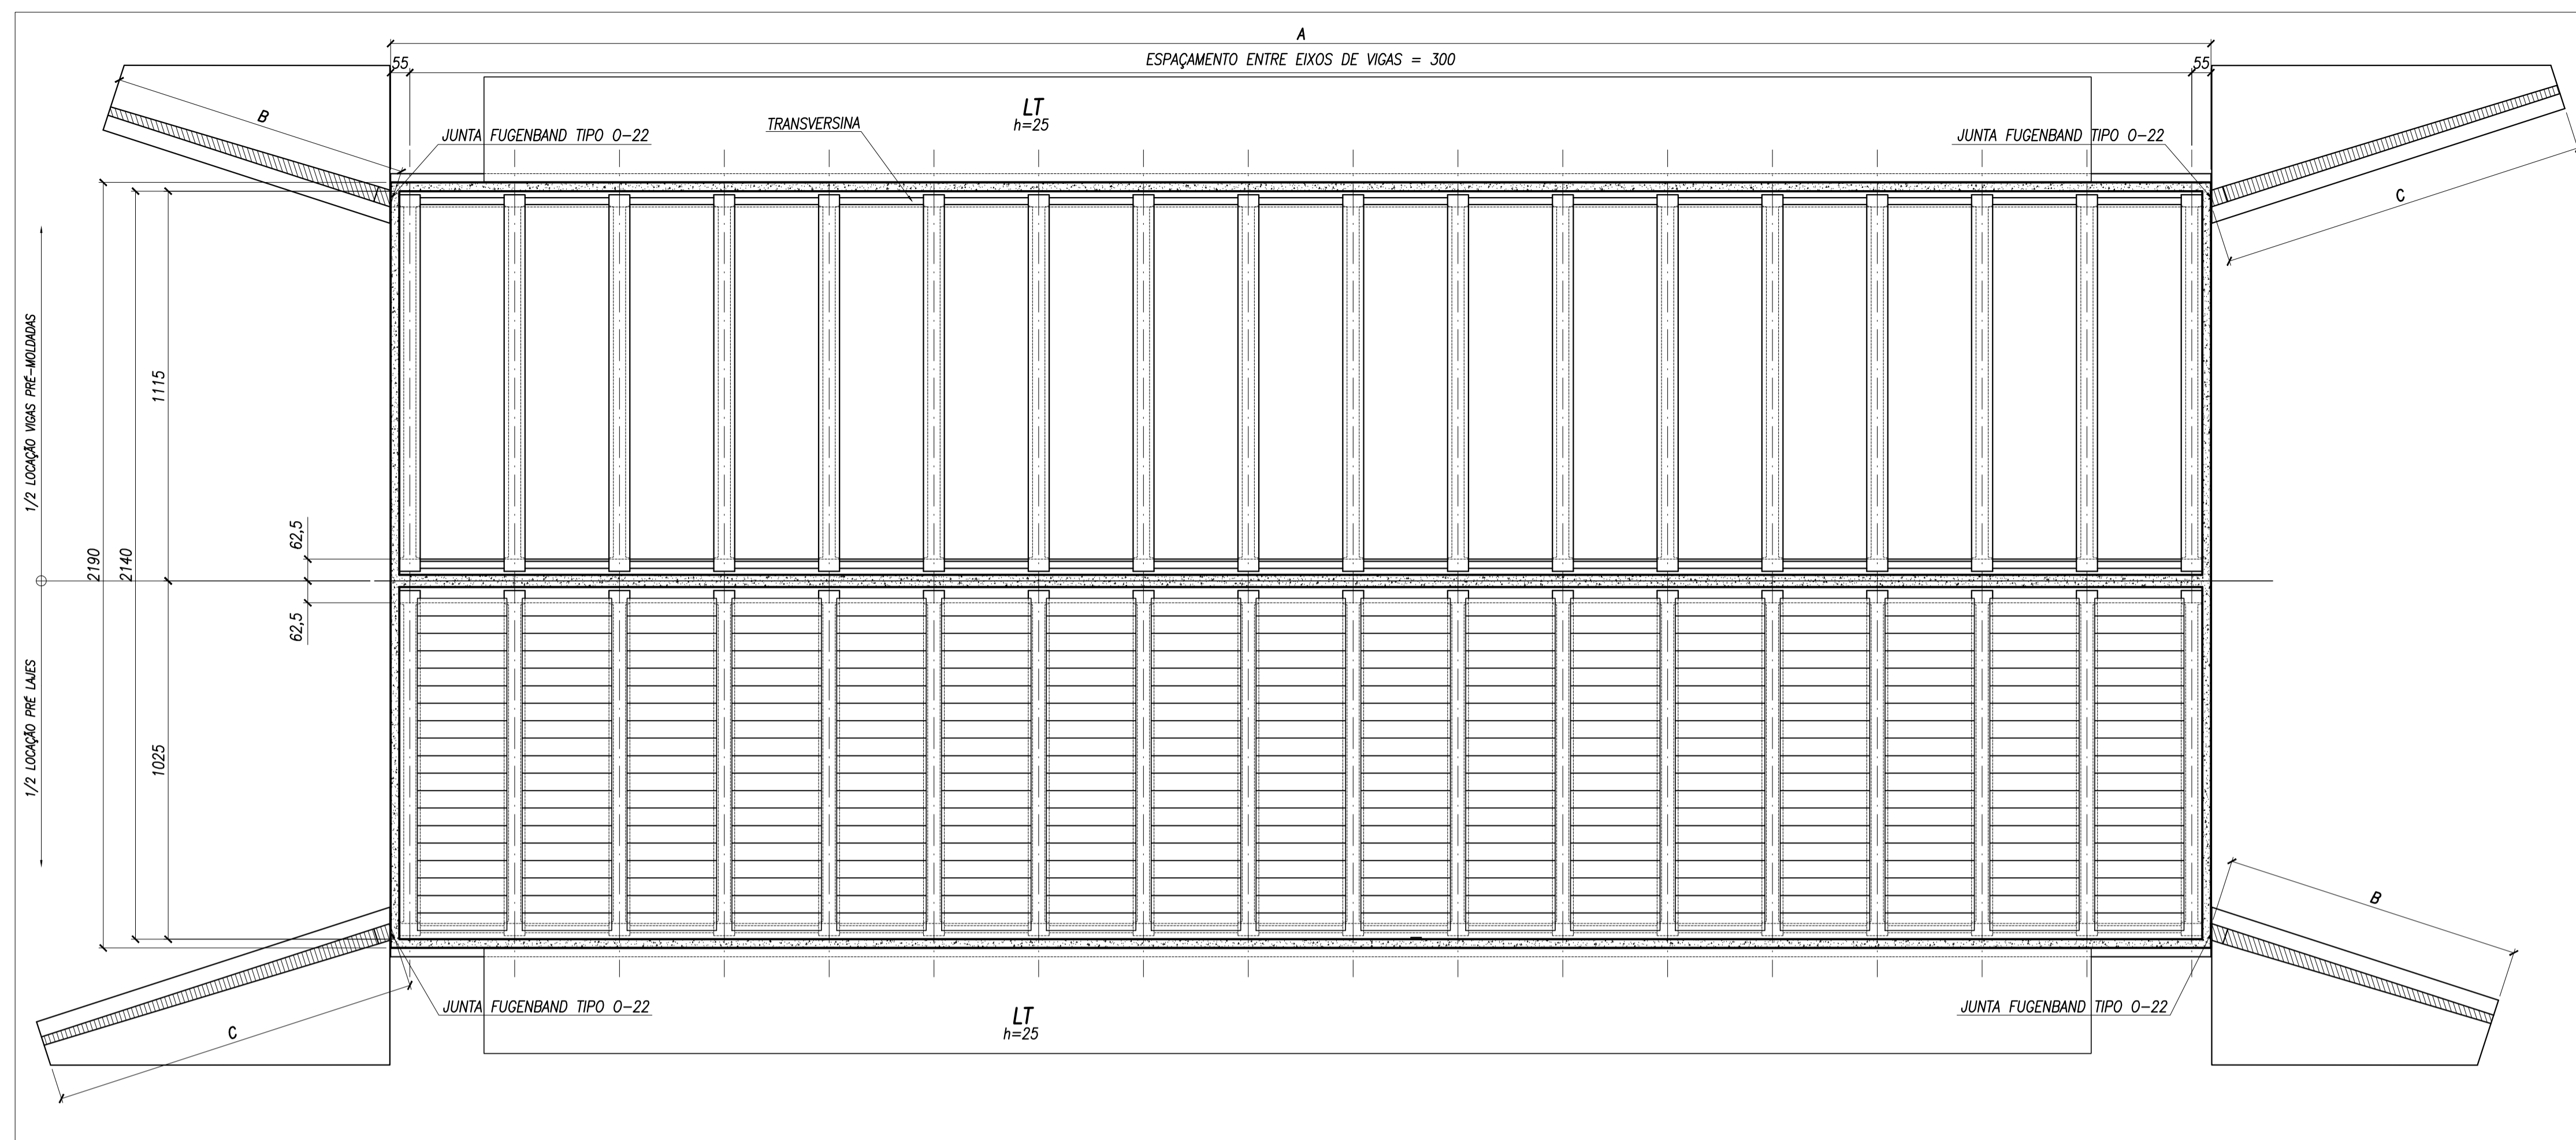 A
ESPAÇAMENTO ENTRE EIXOS DE VIGAS = 300
55
55
LT
h=25
B
TRANSVERSINA
JUNTA FUGENBAND TIPO O-22
JUNTA FUGENBAND TIPO O-22
C
1/2 LOCAÇÃO VIGAS PRÉ-MOLDADAS
1115
62,5
2190
2140
62,5
1/2 LOCAÇÃO PRÉ LAJES
1025
B
JUNTA FUGENBAND TIPO O-22
LT
h=25
JUNTA FUGENBAND TIPO O-22
C